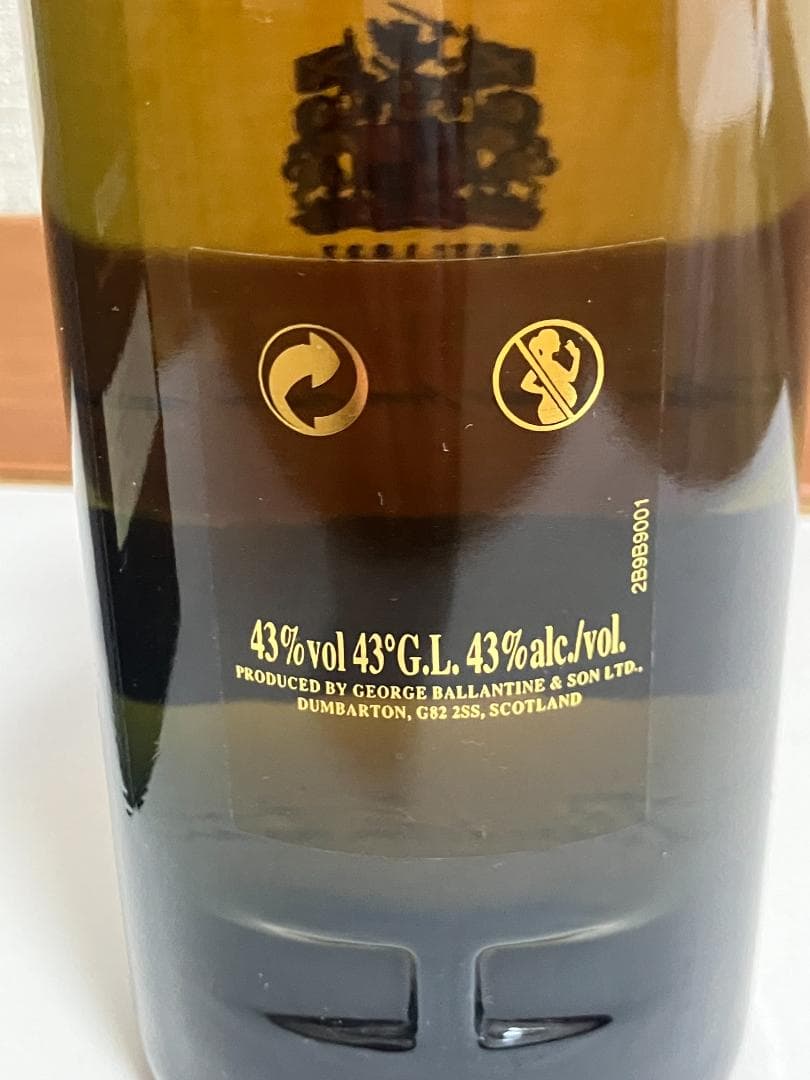 2B9B9001
43%vol 43°G.L. 43%alc./vol.
PRODUCED BY GEORGE BALLANTINE & SON LTD.,
DUMBARTON, G82 2SS, SCOTLAND